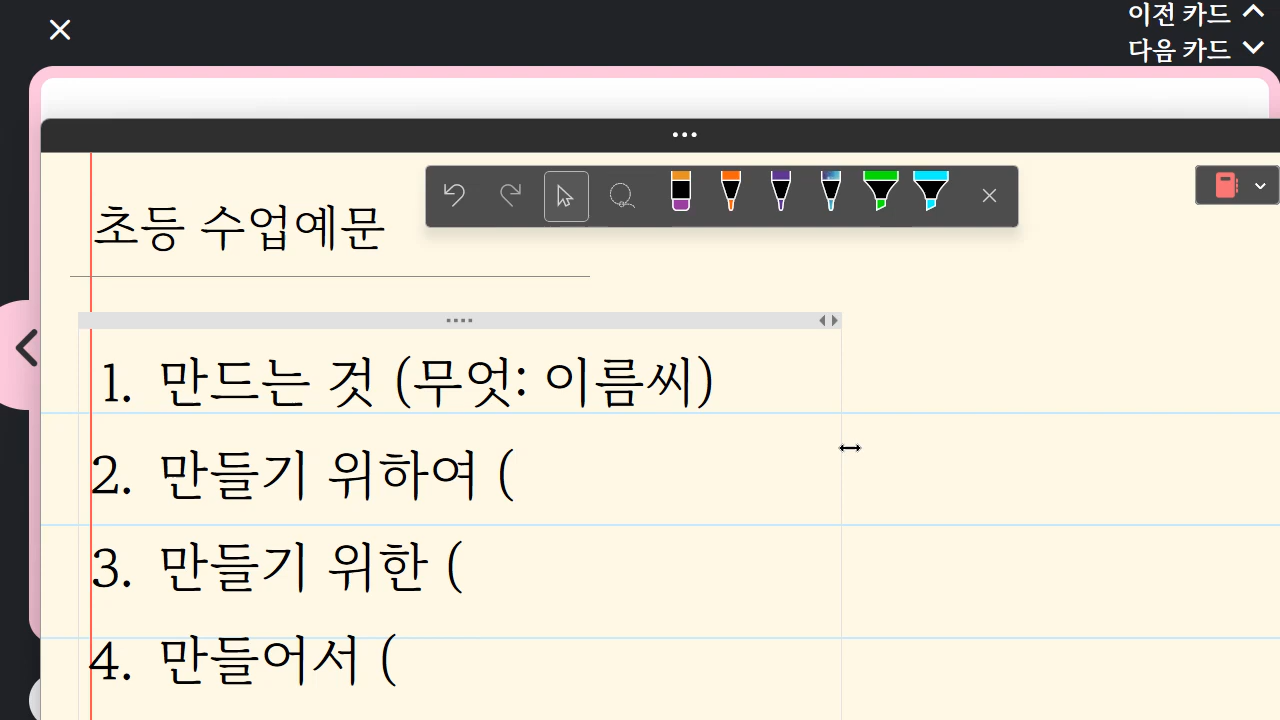 이전 카드
다음 카드
초등 수업예문
1. 만드는 것 (무엇: 이름씨)
2. 만들기 위하여 (
3. 만들기 위한 (
4. 만들어서 (